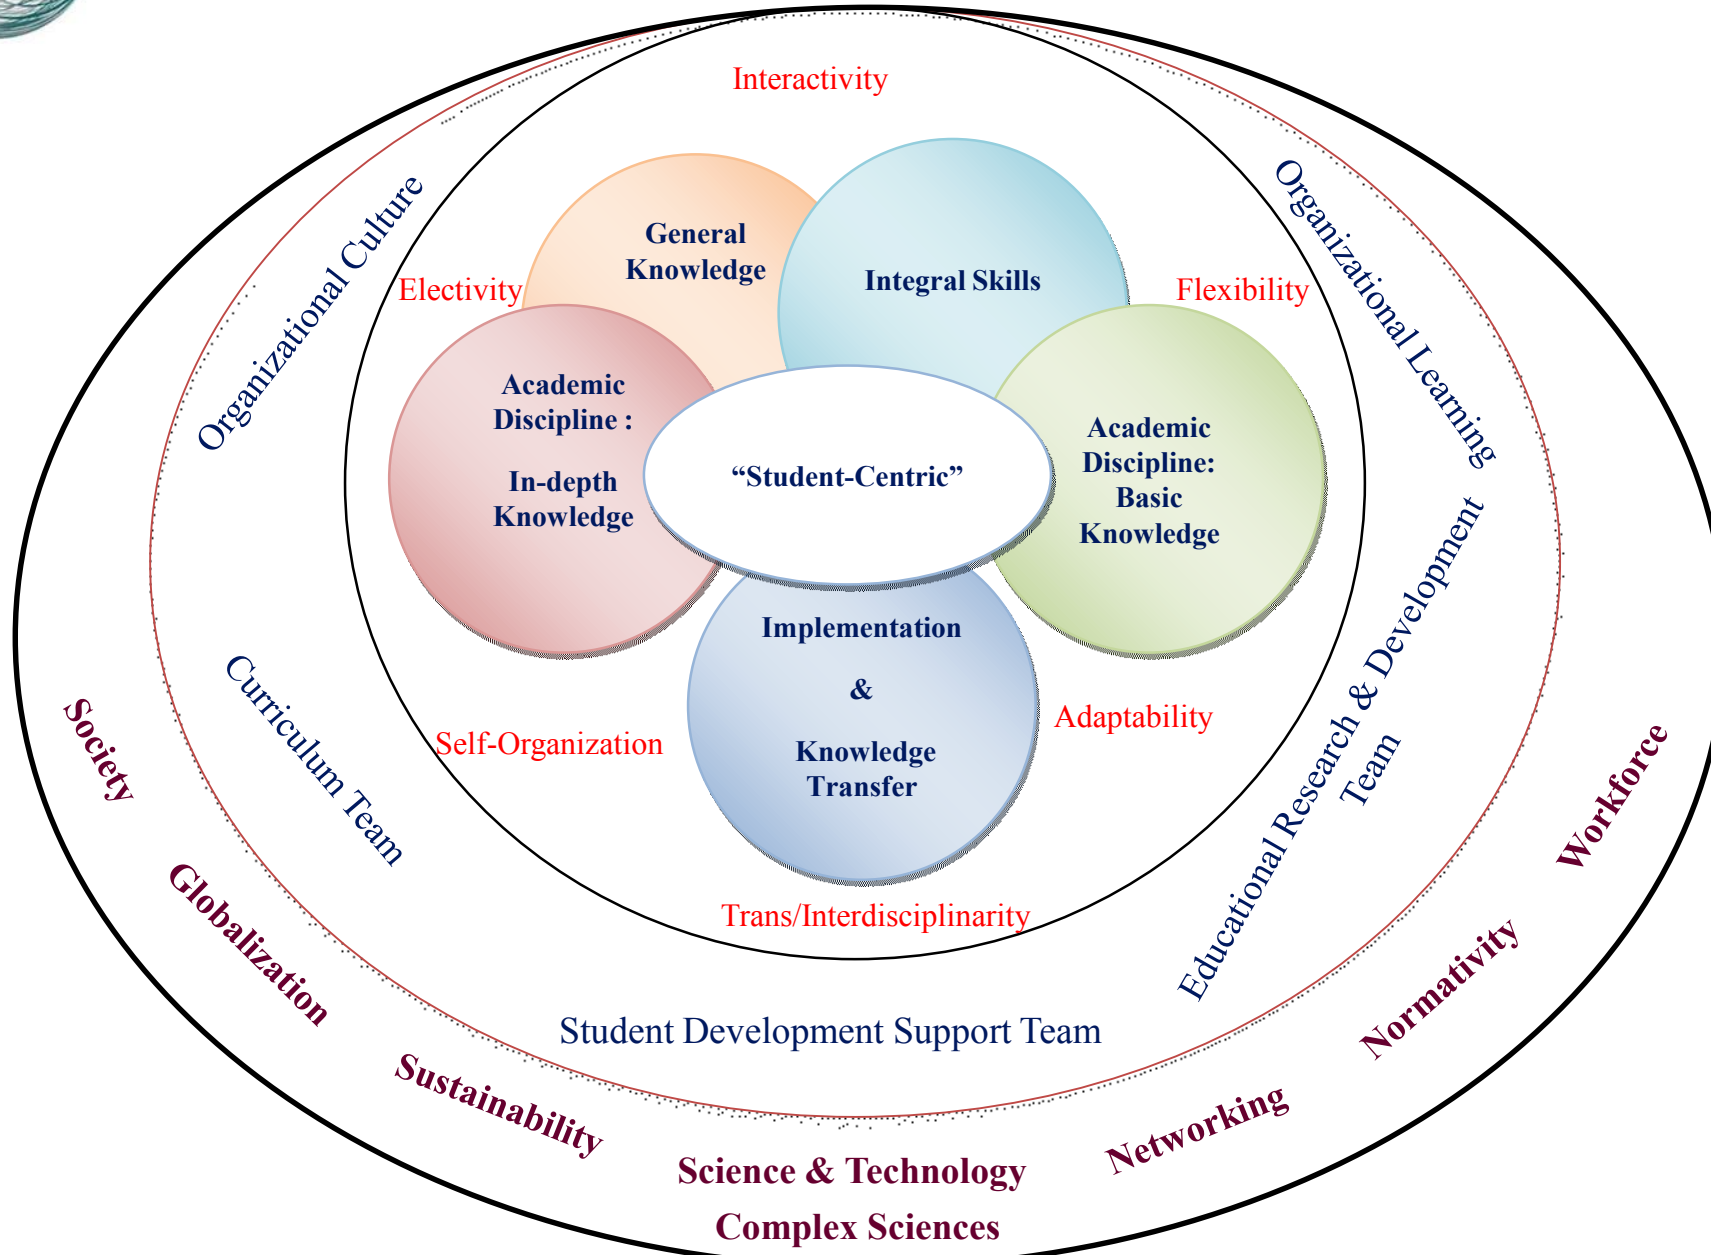 Interactivity
Organizational Culture
Organizational Learning
General
Knowledge
Integral Skills
Electivity
Flexibility
Academic
Discipline :
In-depth
Knowledge
“Student-Centric”
Academic
Discipline:
Basic
Knowledge
Implementation
&
Knowledge
Transfer
Self-Organization
Adaptability
Trans/Interdisciplinarity
Curriculum Team
Educational Research & Development
Team
Student Development Support Team
Society
Globalization
Sustainability
Science & Technology
Complex Sciences
Networking
Normativity
Workforce